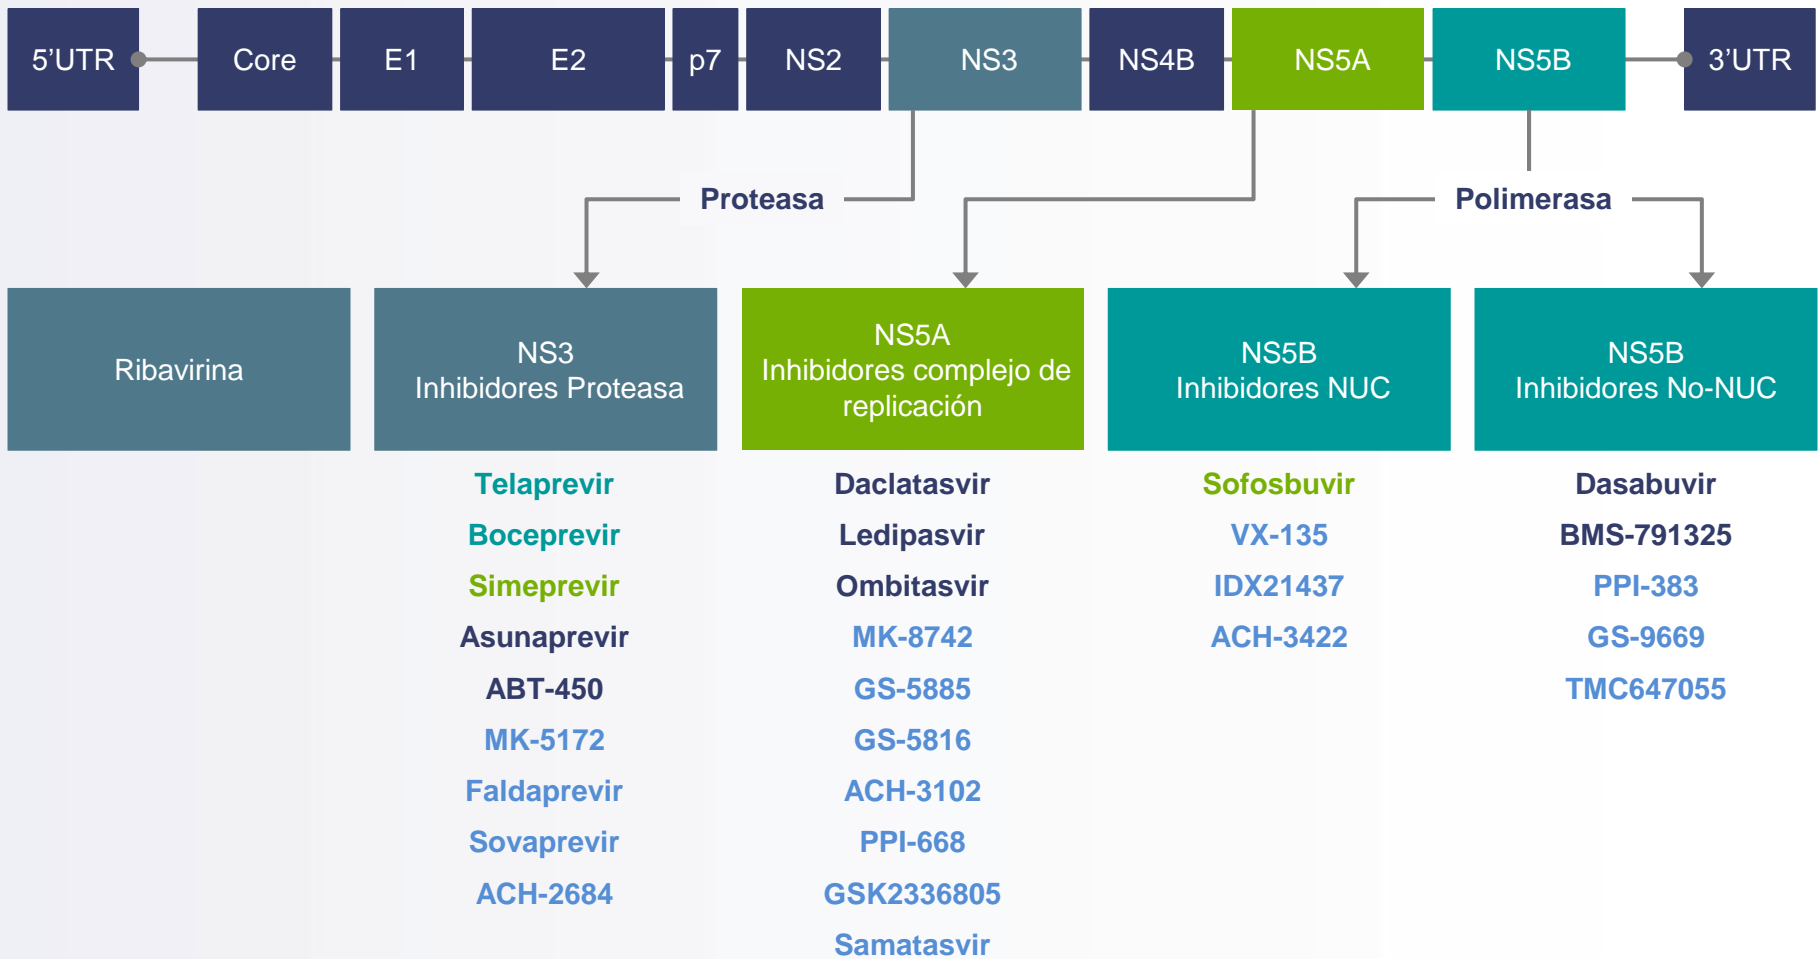 5’UTR
Core
E1
E2
p7
NS2
NS3
NS4B
NS5A
NS5B
3’UTR
Proteasa
Polimerasa
Ribavirina
NS3
Inhibidores Proteasa
NS5A
Inhibidores complejo de
replicación
NS5B
Inhibidores NUC
NS5B
Inhibidores No-NUC
Telaprevir
Boceprevir
Simeprevir
Asunaprevir
ABT-450
MK-5172
Faldaprevir
Sovaprevir
ACH-2684
Daclatasvir
Ledipasvir
Ombitasvir
MK-8742
GS-5885
GS-5816
ACH-3102
PPI-668
GSK2336805
Samatasvir
Sofosbuvir
VX-135
IDX21437
ACH-3422
Dasabuvir
BMS-791325
PPI-383
GS-9669
TMC647055